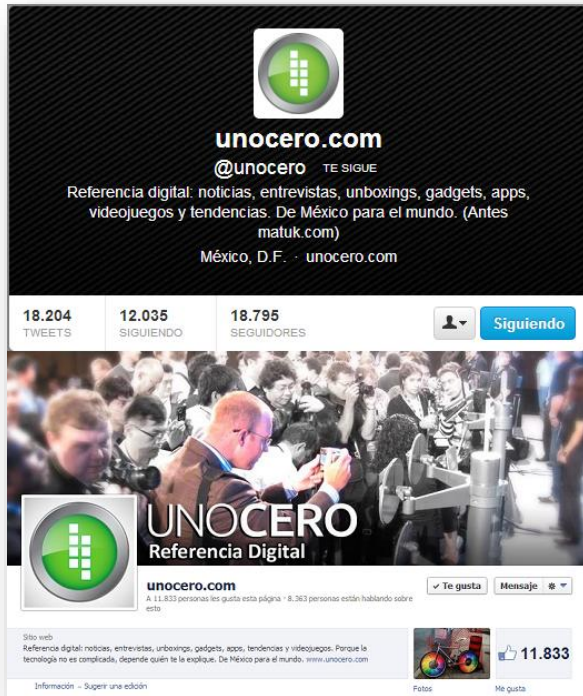 unocero.com
@unocero TE SIGUE
Referencia digital: noticias, entrevistas, unboxings, gadgets, apps,
videojuegos y tendencias. De México para el mundo. (Antes
matuk.com)
México, D.F. · unocero.com
18.204 12.035 18.795
TWEETS SIGUIENDO SEGUIDORES
Siguiendo
UNOCERO
Referencia Digital
unocero.com
✓ Te gusta Mensaje
A 11.833 personas les gusta esta página · 8.363 personas están hablando sobre
esto
Sitio web
Referencia digital: noticias, entrevistas, unboxings, gadgets, apps, tendencias y videojuegos. Porque la
tecnología no es complicada, depende quién te la explique. De México para el mundo. www.unocero.com
11.833
Información – Sugerir una edición
Fotos Me gusta